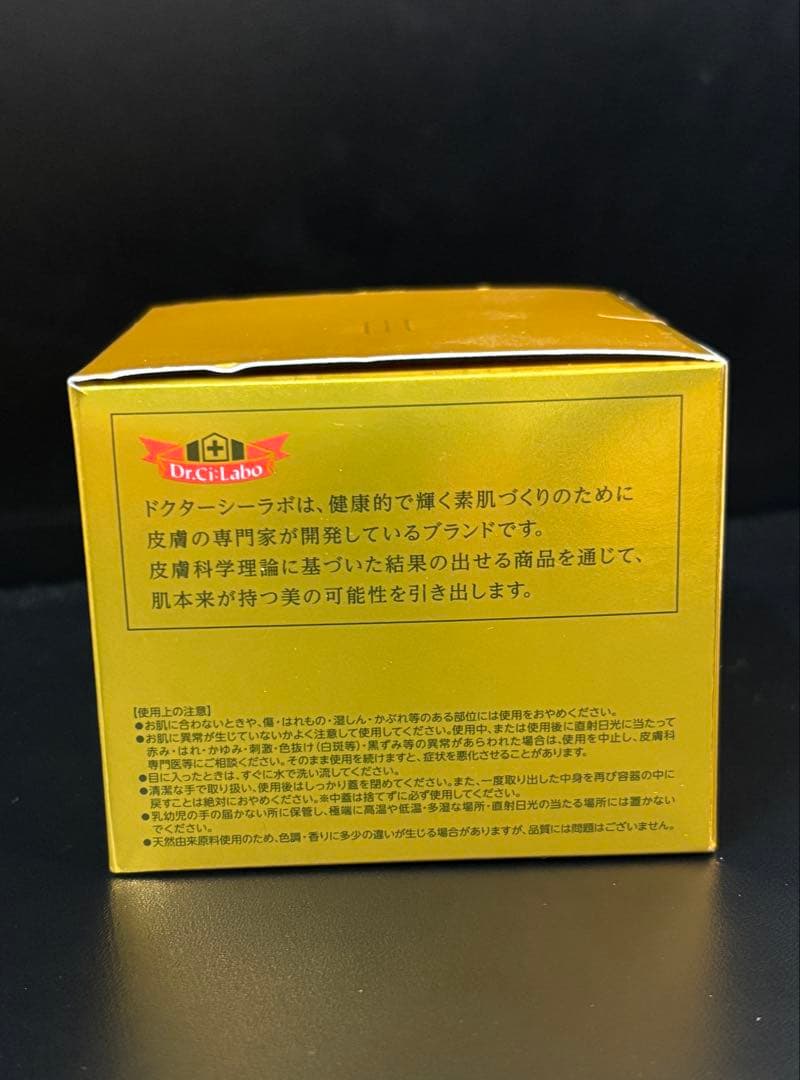 Dr.Ci:Labo
ドクターシーラボは、健康的で輝く素肌づくりのために
皮膚の専門家が開発しているブランドです。
皮膚科学理論に基づいた結果の出せる商品を通じて、
肌本来が持つ美の可能性を引き出します。
【使用上の注意】
●お肌に合わないときや、傷・はれもの・湿しん・かぶれ等のある部位には使用をおやめください。
●お肌に異常が生じていないかよく注意して使用してください。使用中、または使用後に直射日光に当たって
赤み・はれ・かゆみ・刺激・色抜け(白斑等)・黒ずみ等の異常があらわれた場合は、使用を中止し、皮膚科
専門医等にご相談ください。そのまま使用を続けますと、症状を悪化させることがあります。
●目に入ったときは、すぐに水で洗い流してください。
●清潔な手で取り扱い、使用後はしっかり蓋を閉めてください。また、一度取り出した中身を再び容器の中に
戻すことは絶対におやめください。※中蓋は捨てずに必ず使用してください。
●乳幼児の手の届かない所に保管し、極端に高温や低温・多湿な場所・直射日光の当たる場所には置かない
でください。
●天然由来原料使用のため、色調・香りに多少の違いが生じる場合がありますが、品質には問題はございません。